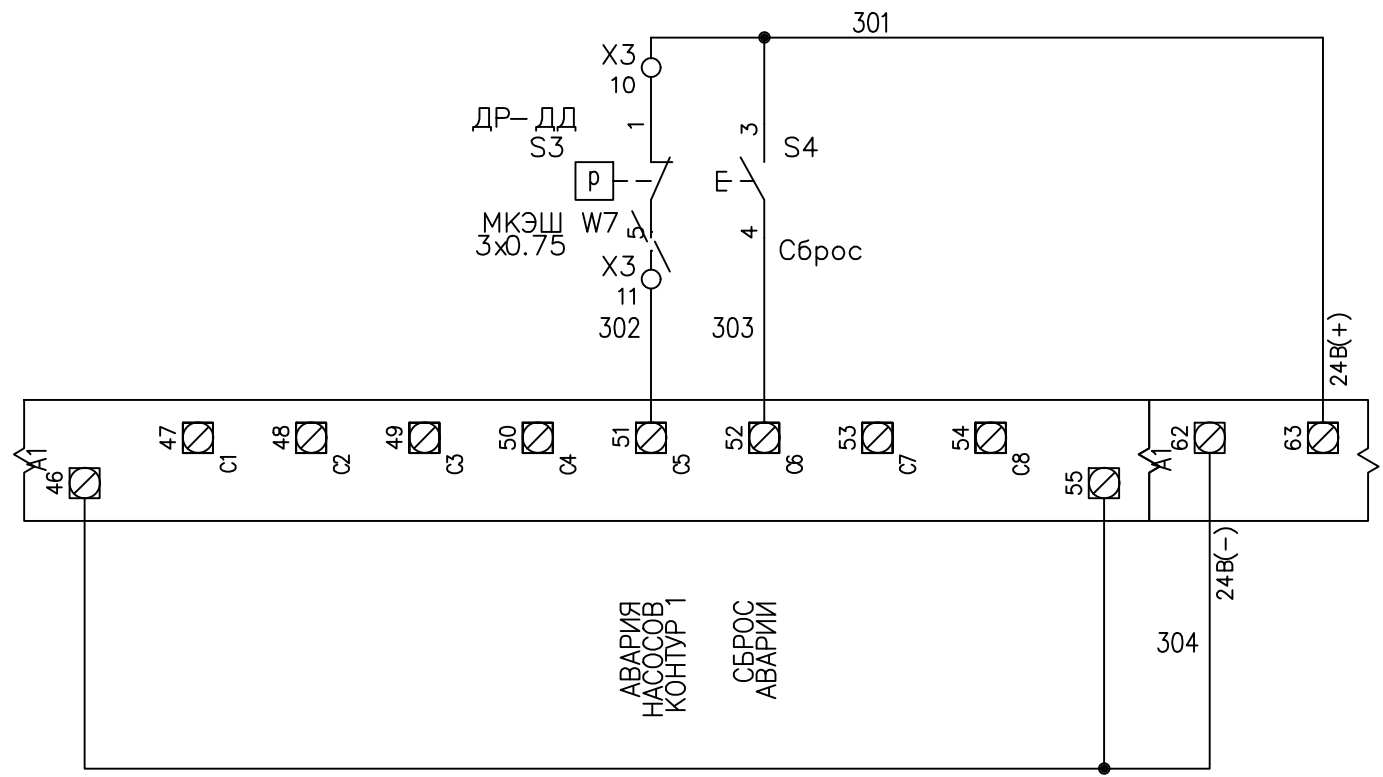 301
X3
10
ДР-ДД
1
3
S3
S4
p
E
МКЭШ W7
3x0.75
5
4
Сброс
X3
11
302
303
24В(+)
A1
46
47
C1
48
C2
49
C3
50
C4
51
C5
52
C6
53
C7
54
C8
55
A1
62
63
24В(-)
АВАРИЯ
НАСОСОВ
КОНТУР 1
СБРОС
АВАРИИ
304